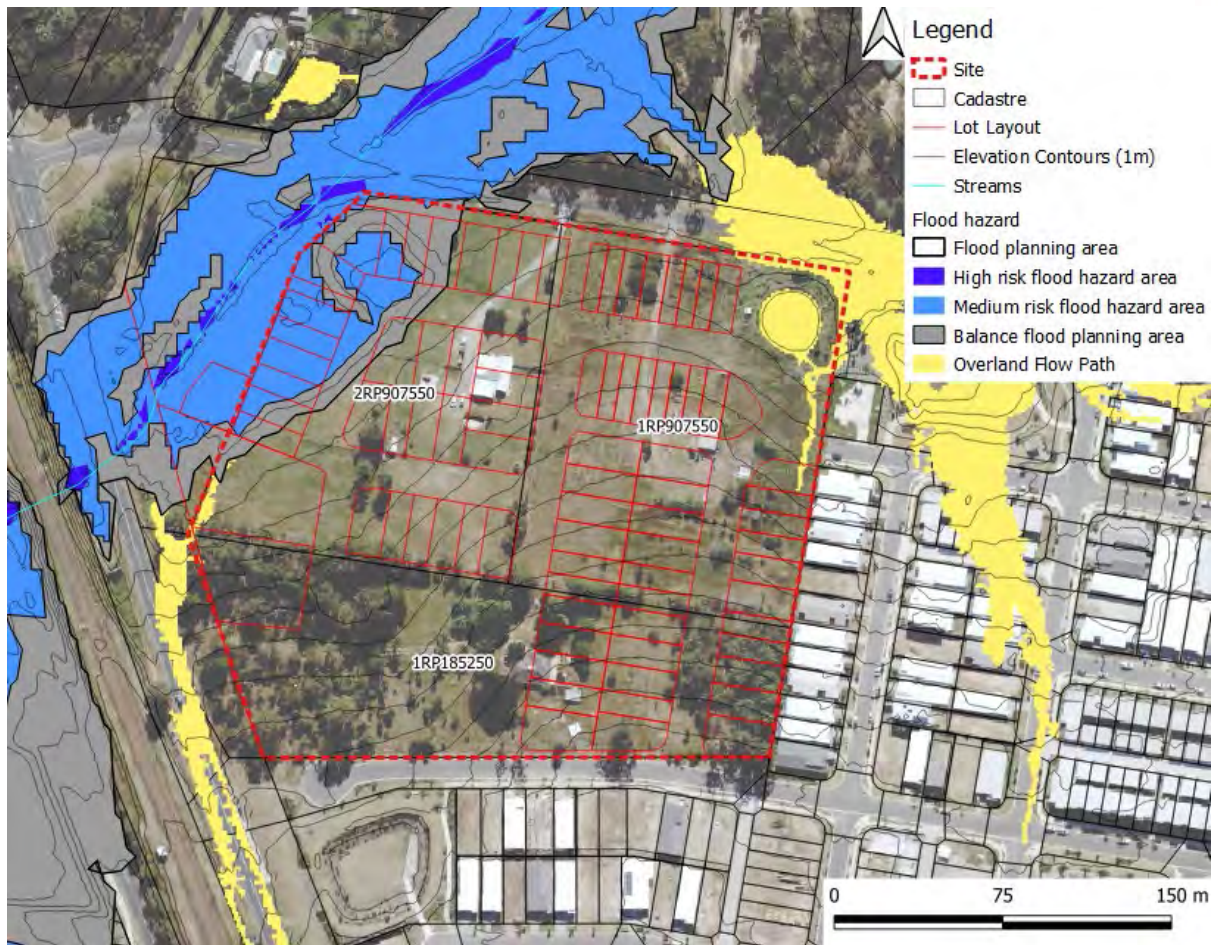 Legend
Site
Cadastre
Lot Layout
Elevation Contours (1m)
Streams
Flood hazard
Flood planning area
High risk flood hazard area
Medium risk flood hazard area
Balance flood planning area
Overland Flow Path
2RP907550
1RP907550
1RP185250
0 75 150 m